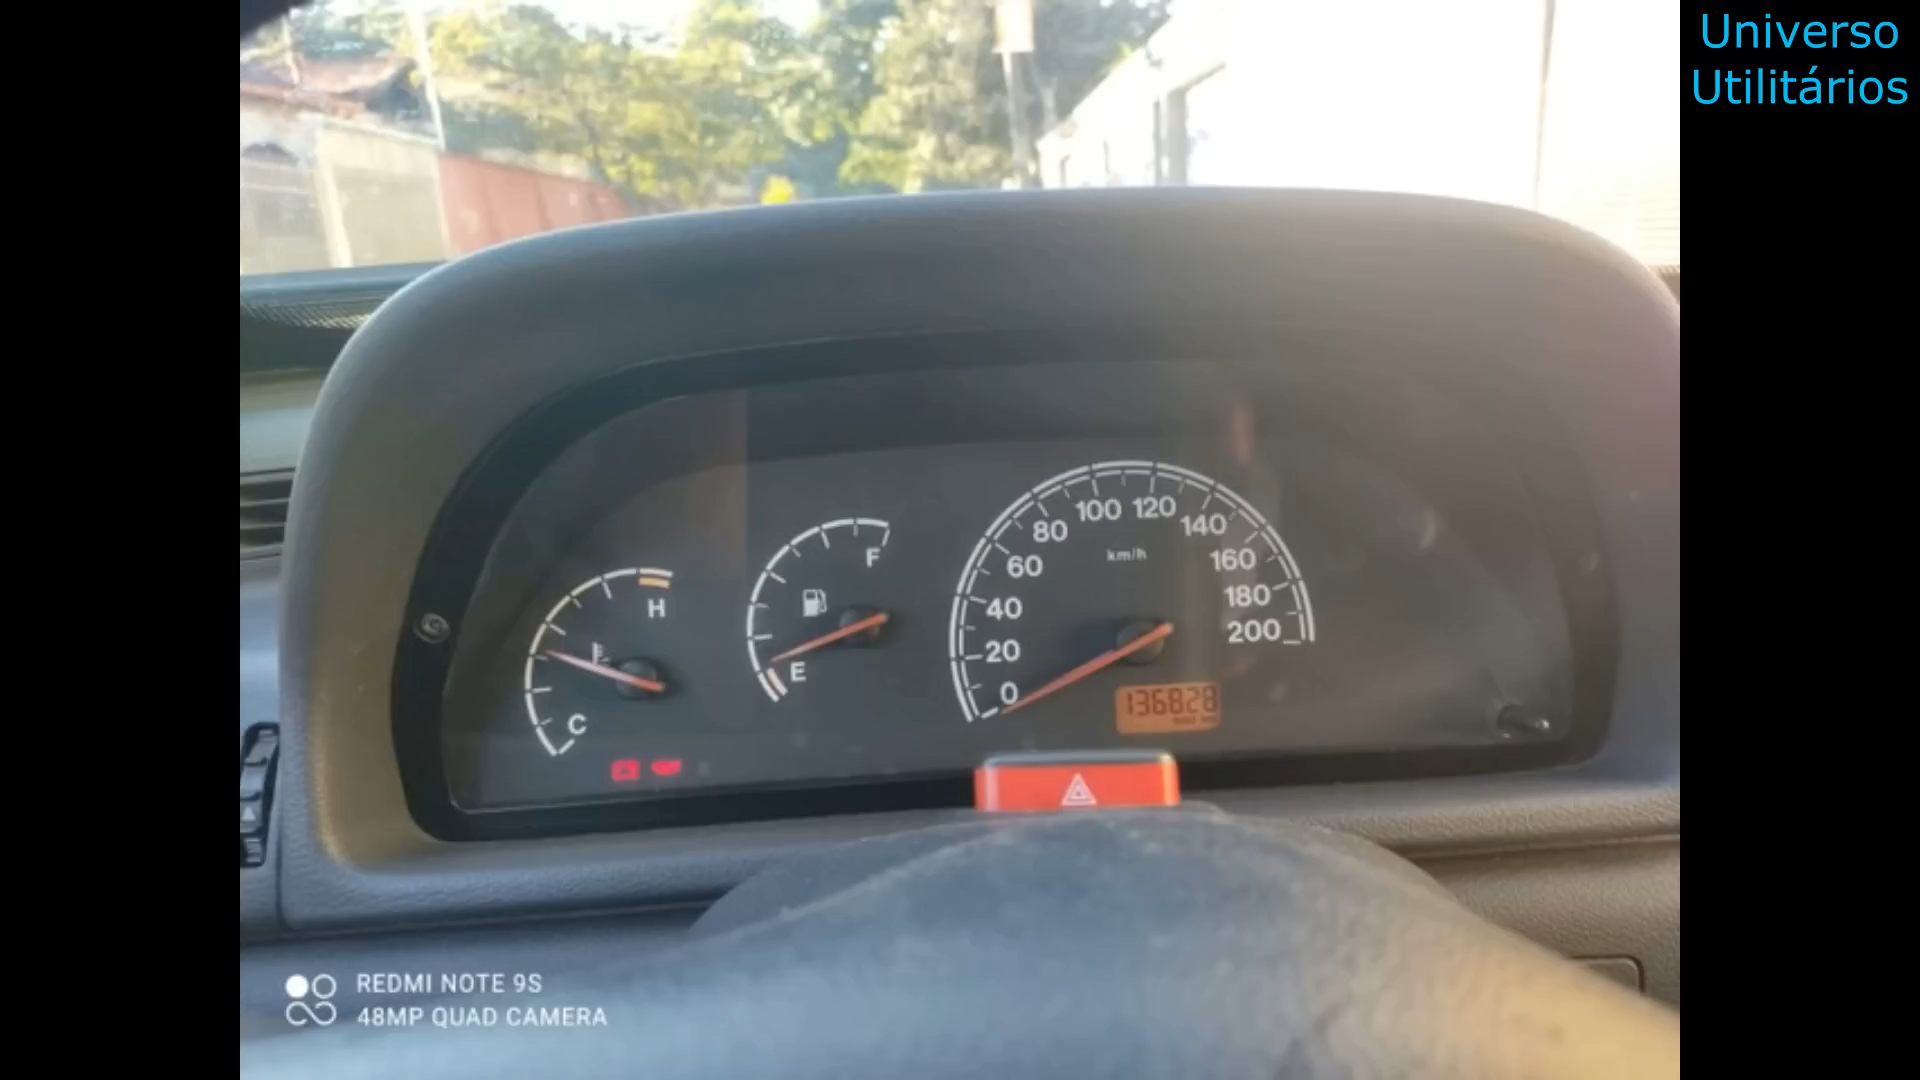 Universo
Utilitários
F
H
E
C
km/h
0
20
40
60
80
100
120
140
160
180
200
136828
REDMI NOTE 9S
48MP QUAD CAMERA